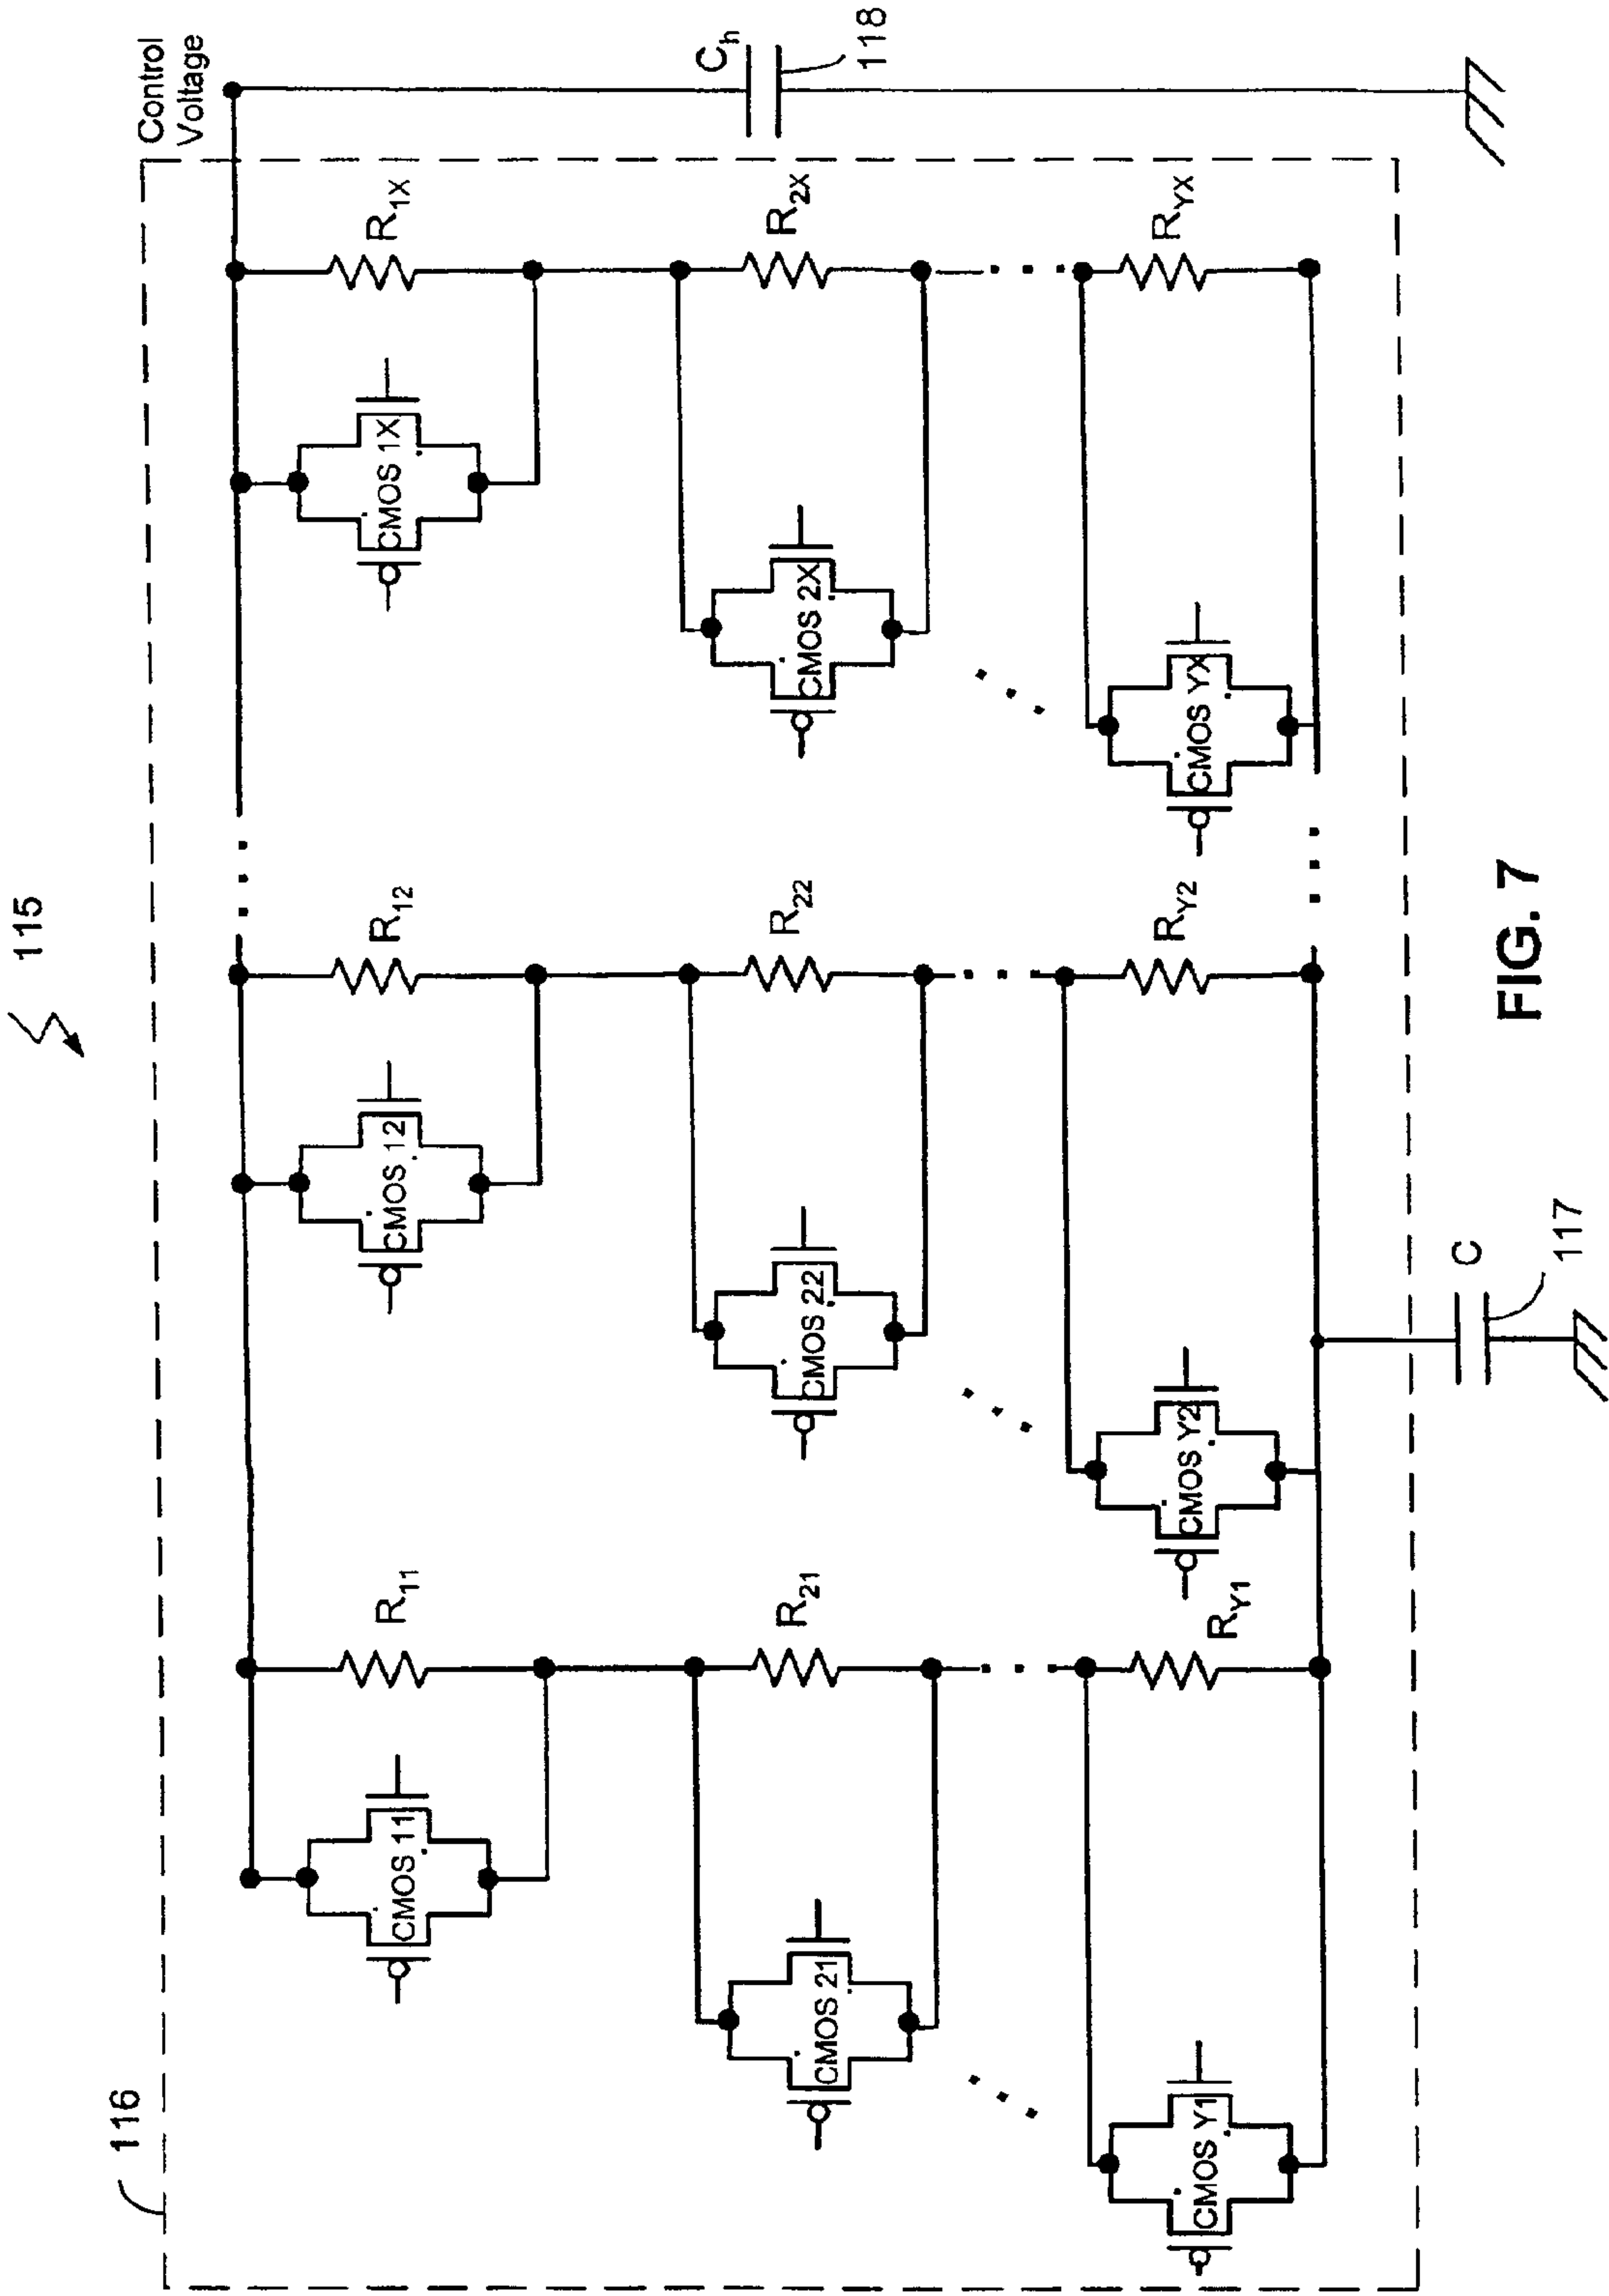 115
116
Control
Voltage
R11
R12
R1X
CMOS 11
CMOS 12
CMOS 1X
Ch
118
R21
R22
R2X
CMOS 21
CMOS 22
CMOS 2X
RY1
RY2
RYX
CMOS Y1
CMOS Y2
CMOS YX
C
117
FIG. 7